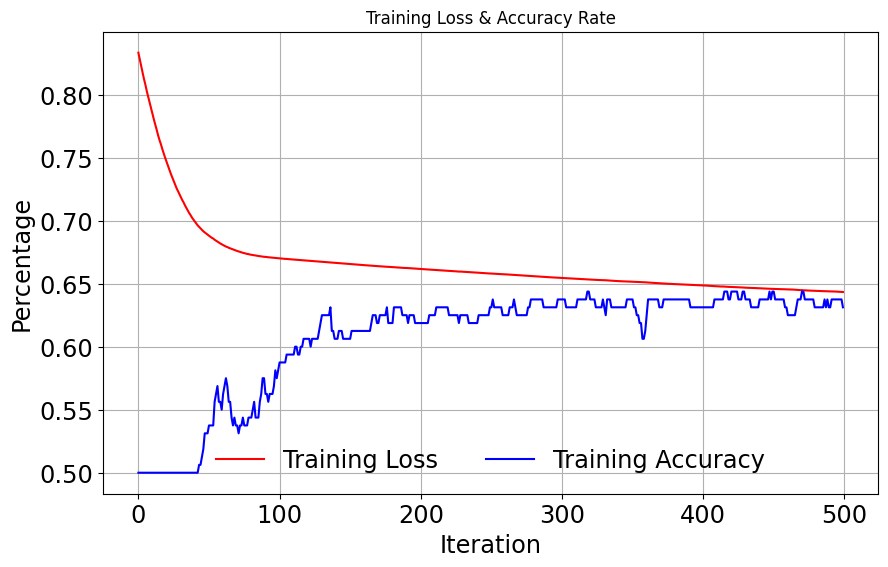 Training Loss & Accuracy Rate
0.80
0.75
0.70
0.65
0.60
0.55
0.50
Percentage
Training Loss Training Accuracy
0 100 200 300 400 500
Iteration